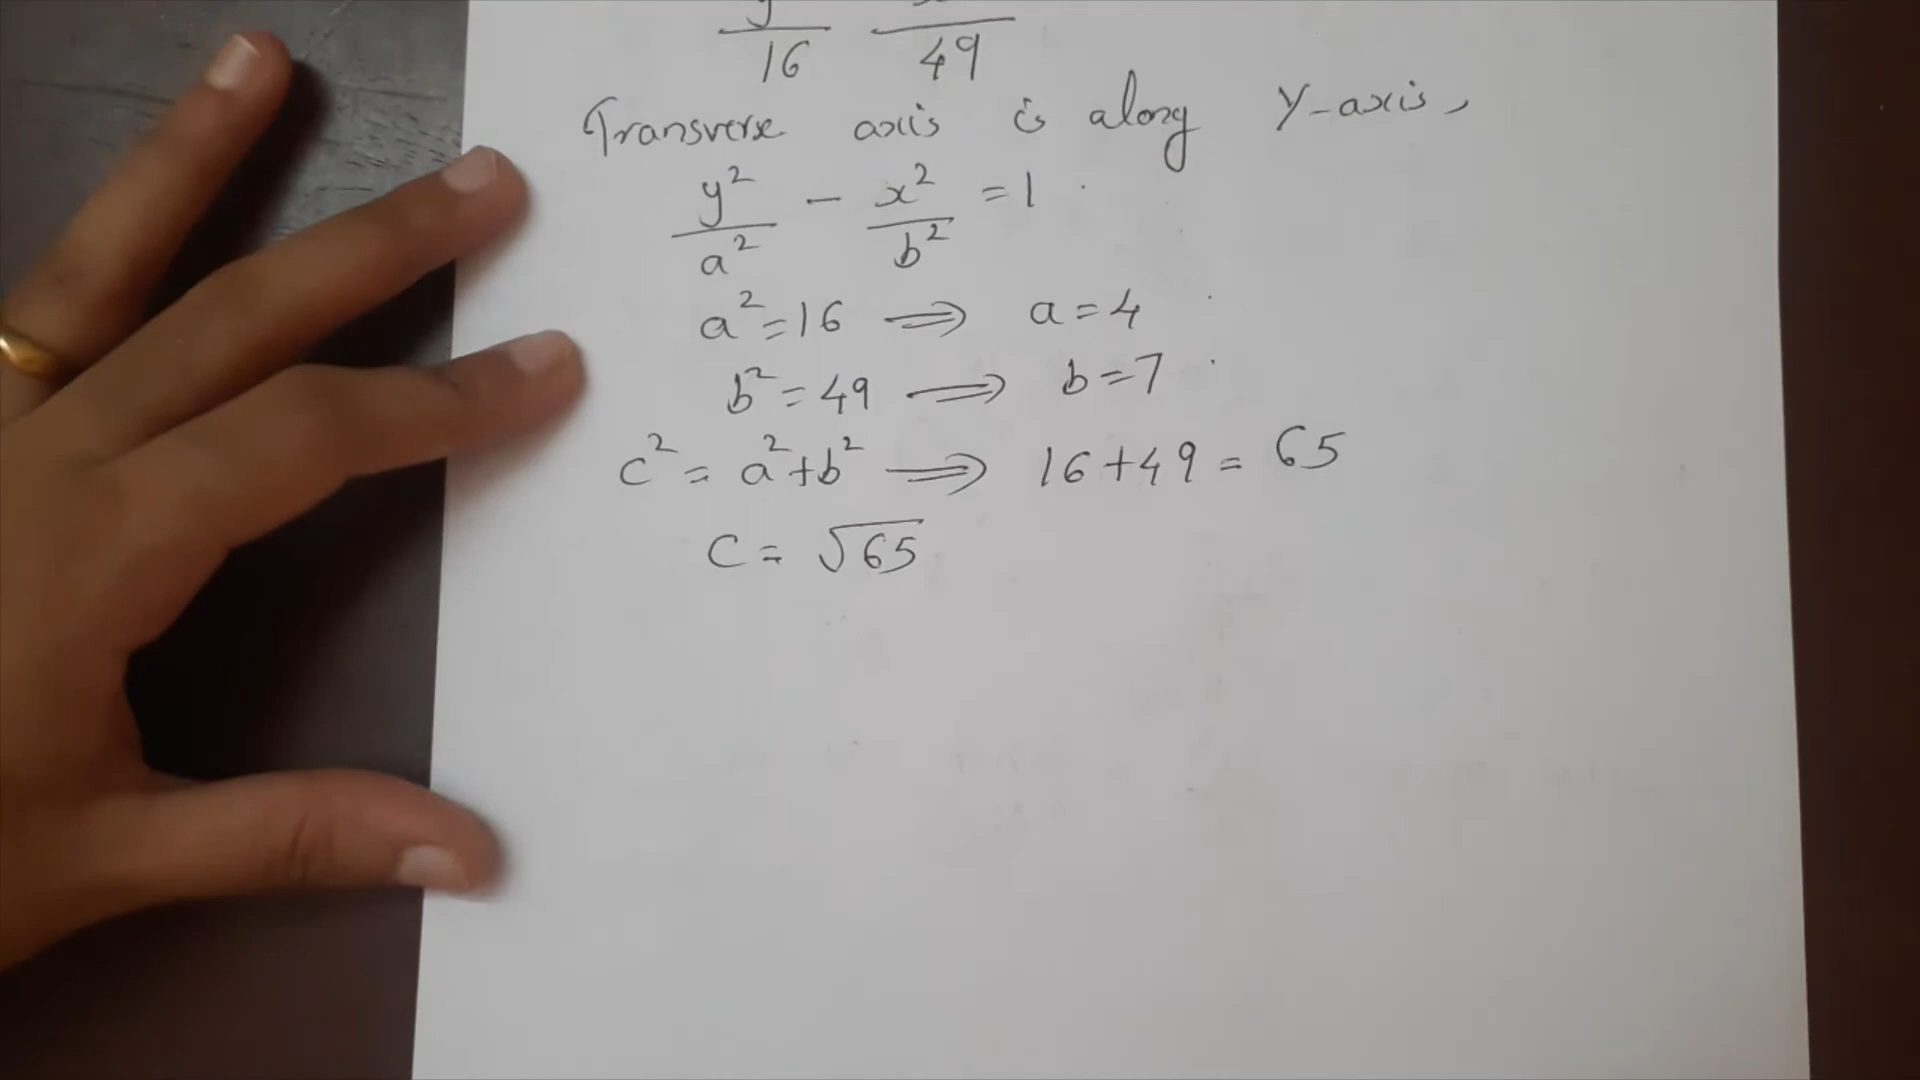 y/16 x/49
Transverse axis is along Y-axis,
y²/a² - x²/b² = 1
a² = 16 ⟹ a = 4
b² = 49 ⟹ b = 7
c² = a² + b² ⟹ 16 + 49 = 65
c = √65